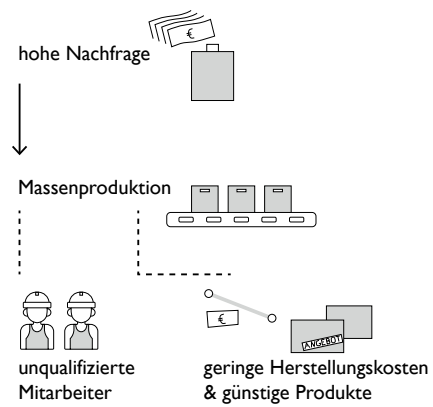 €
hohe Nachfrage
Massenproduktion
€
ANGEBOT
unqualifizierte
Mitarbeiter
geringe Herstellungskosten
& günstige Produkte